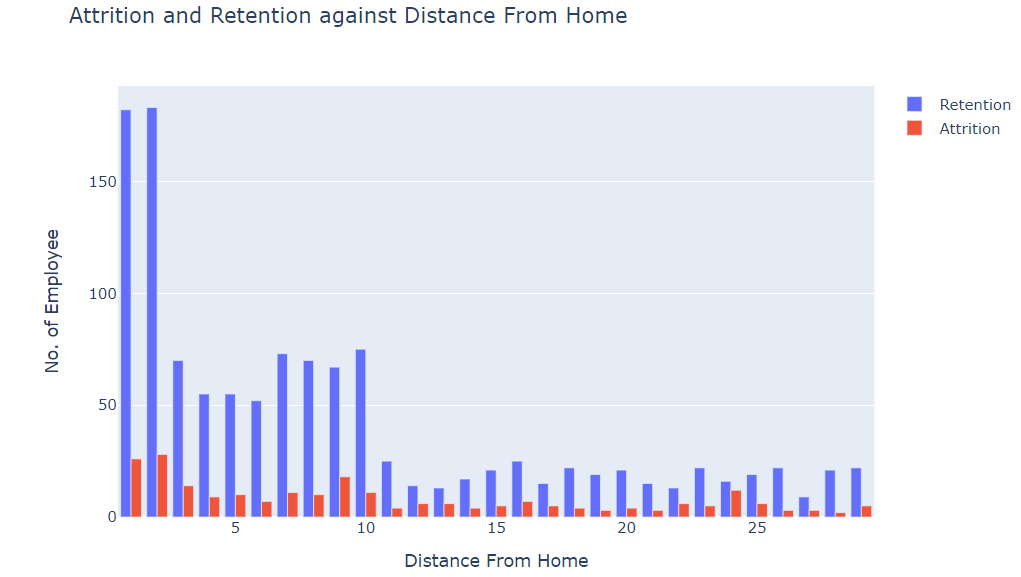 Attrition and Retention against Distance From Home
Retention
Attrition
No. of Employee
150
100
50
0
5
10
15
20
25
Distance From Home